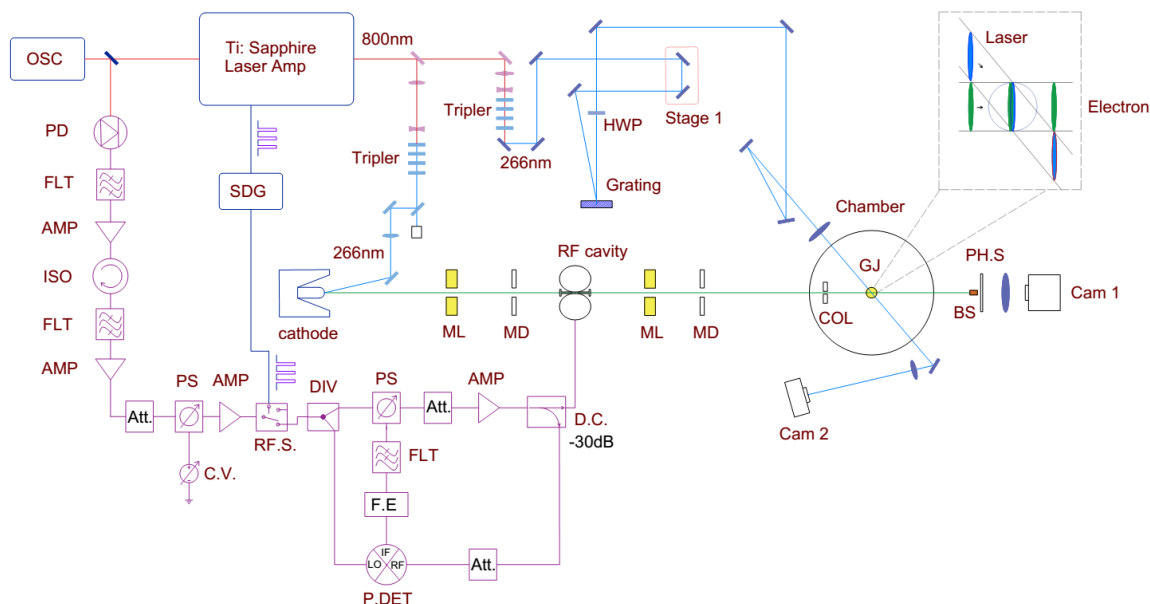 OSC
Ti: Sapphire
Laser Amp
800nm
Tripler
Tripler
266nm
266nm
HWP
Stage 1
Grating
Laser
Electron
PD
FLT
AMP
ISO
FLT
AMP
SDG
cathode
ML
MD
RF cavity
ML
MD
Chamber
GJ
COL
PH.S
BS
Cam 1
Cam 2
Att.
PS
AMP
C.V.
RF.S.
DIV
PS
Att.
AMP
D.C.
-30dB
FLT
F.E
IF
LO
RF
P.DET
Att.